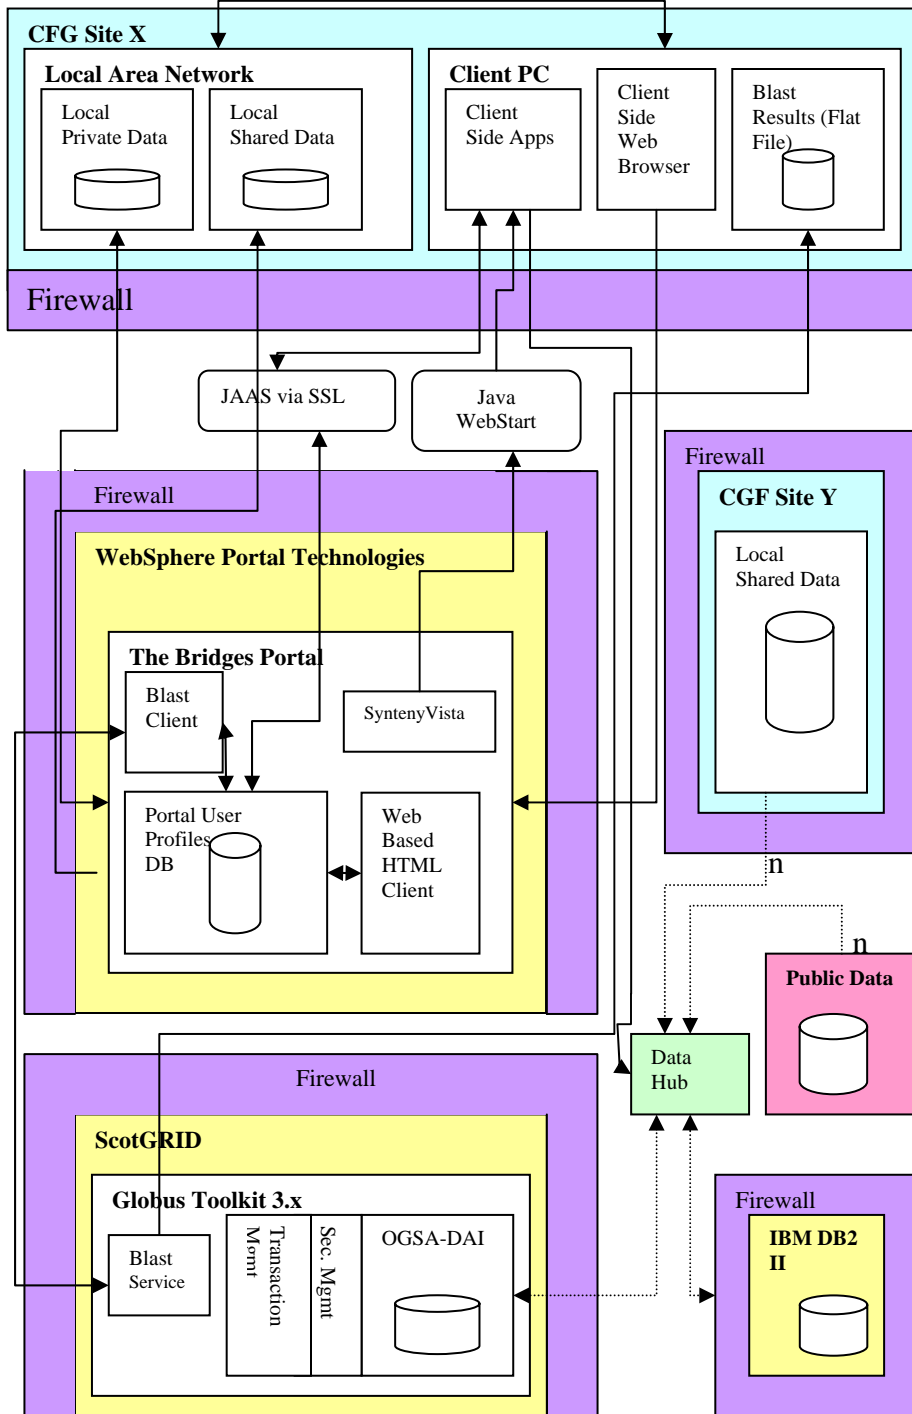 CFG Site X
Local Area Network
Local
Private Data
Local
Shared Data
Client PC
Client
Side Apps
Client
Side
Web
Browser
Blast
Results (Flat
File)
Firewall
JAAS via SSL
Java
WebStart
Firewall
WebSphere Portal Technologies
The Bridges Portal
Blast
Client
SyntenyVista
Portal User
Profiles
DB
Web
Based
HTML
Client
Firewall
CGF Site Y
Local
Shared Data
n
n
Public Data
Data
Hub
Firewall
ScotGRID
Globus Toolkit 3.x
Blast
Service
Transaction
Mgmt
Sec. Mgmt
OGSA-DAI
Firewall
IBM DB2
II